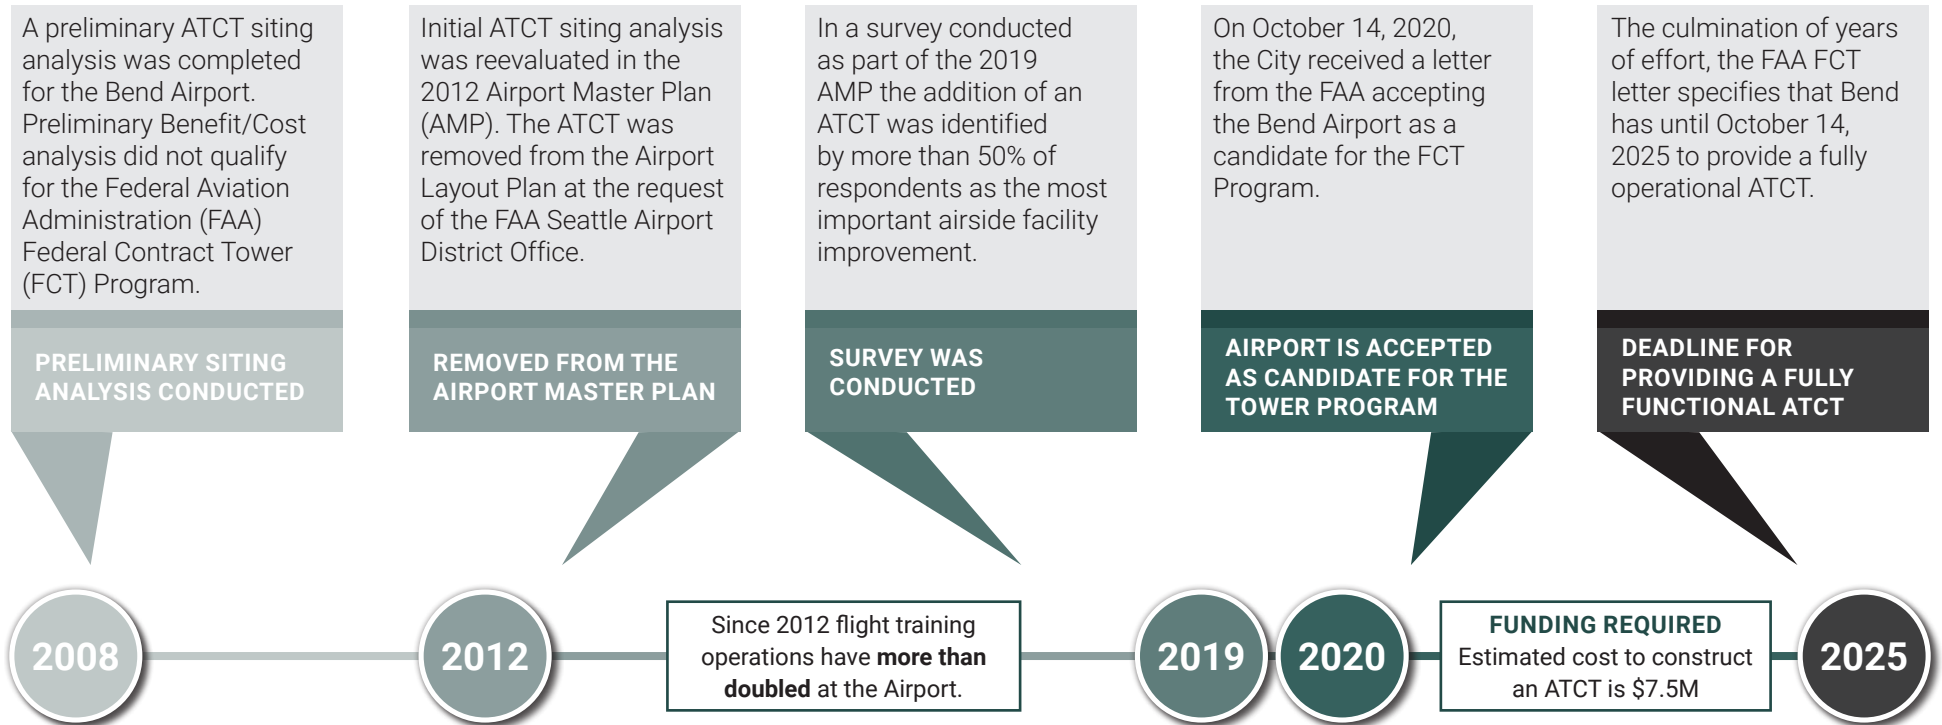 A preliminary ATCT siting
analysis was completed
for the Bend Airport.
Preliminary Benefit/Cost
analysis did not qualify
for the Federal Aviation
Administration (FAA)
Federal Contract Tower
(FCT) Program.
PRELIMINARY SITING
ANALYSIS CONDUCTED
Initial ATCT siting analysis
was reevaluated in the
2012 Airport Master Plan
(AMP). The ATCT was
removed from the Airport
Layout Plan at the request
of the FAA Seattle Airport
District Office.
REMOVED FROM THE
AIRPORT MASTER PLAN
In a survey conducted
as part of the 2019
AMP the addition of an
ATCT was identified
by more than 50% of
respondents as the most
important airside facility
improvement.
SURVEY WAS
CONDUCTED
On October 14, 2020,
the City received a letter
from the FAA accepting
the Bend Airport as a
candidate for the FCT
Program.
AIRPORT IS ACCEPTED
AS CANDIDATE FOR THE
TOWER PROGRAM
The culmination of years
of effort, the FAA FCT
letter specifies that Bend
has until October 14,
2025 to provide a fully
operational ATCT.
DEADLINE FOR
PROVIDING A FULLY
FUNCTIONAL ATCT
2008
2012
Since 2012 flight training
operations have more than
doubled at the Airport.
2019
2020
FUNDING REQUIRED
Estimated cost to construct
an ATCT is $7.5M
2025